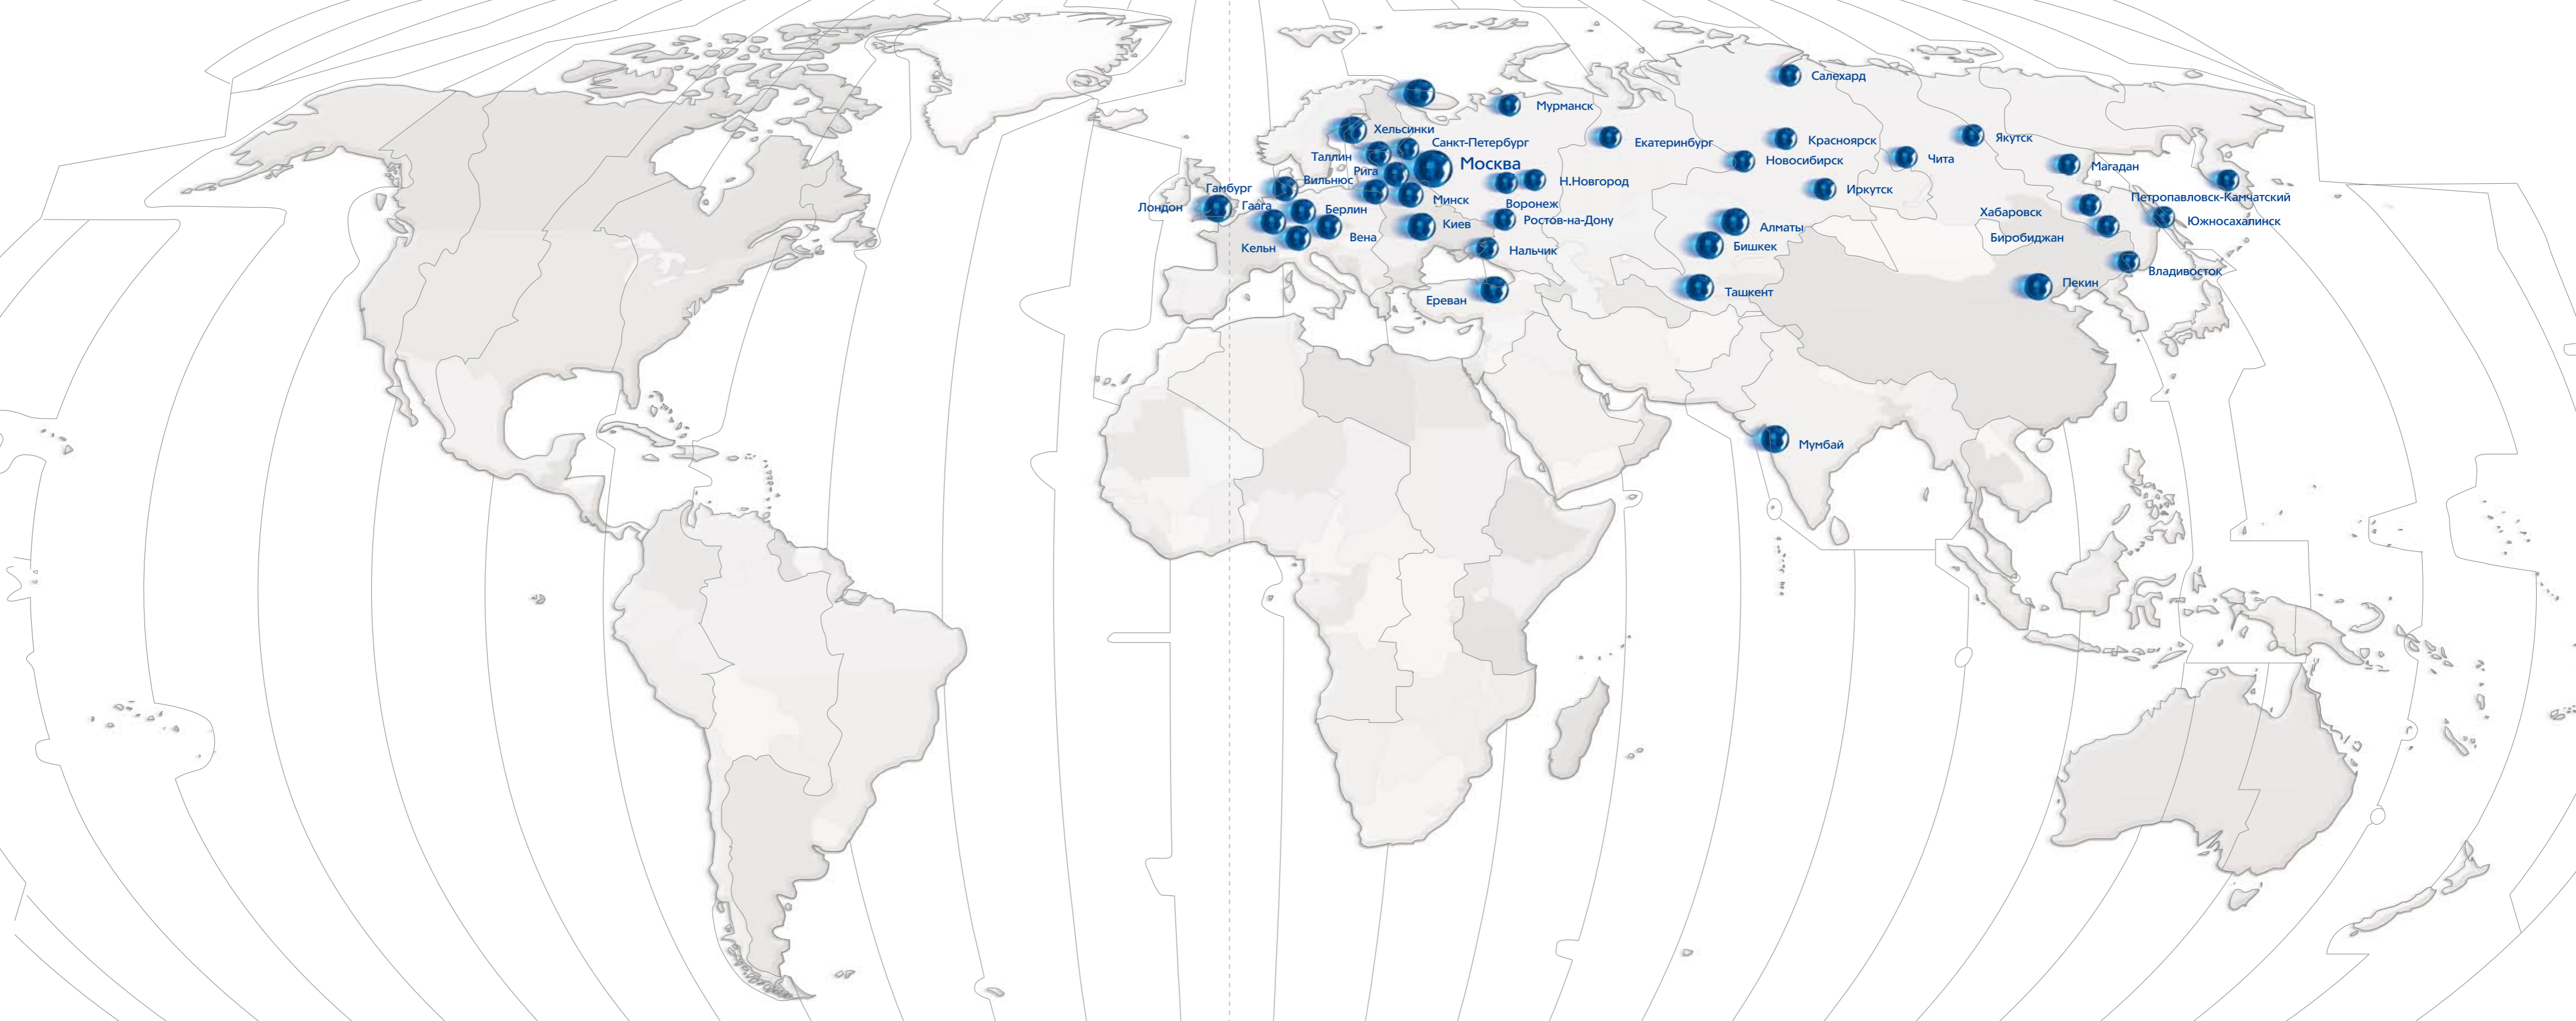 Салехард
Мурманск
Хельсинки
Санкт-Петербург
Екатеринбург
Красноярск
Якутск
Таллин
Москва
Новосибирск
Чита
Магадан
Рига
Вильнюс
Н.Новгород
Гамбург
Иркутск
Минск
Петропавловск-Камчатский
Лондон
Гаага
Берлин
Воронеж
Хабаровск
Ростов-на-Дону
Южносахалинск
Киев
Алматы
Вена
Биробиджан
Кельн
Бишкек
Нальчик
Владивосток
Пекин
Ташкент
Ереван
Мумбай